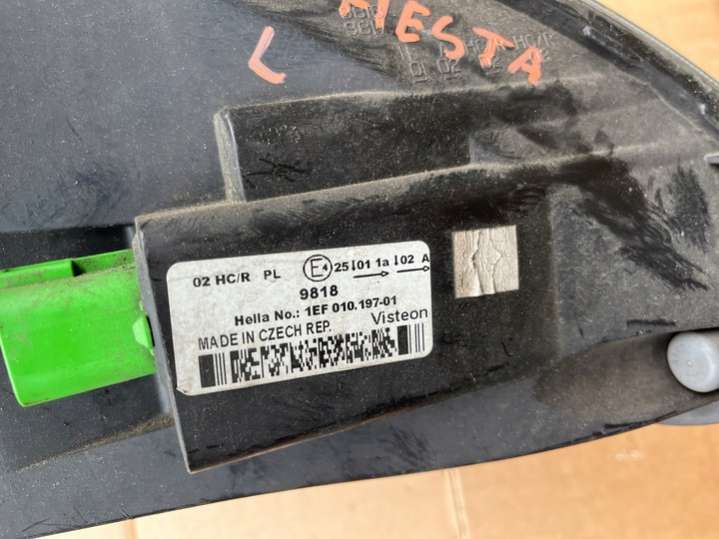 FIESTA
L
02 HC/R PL E4 25 01 1a 02 A
9818
Hella No.: 1EF 010.197-01
MADE IN CZECH REP. Visteon